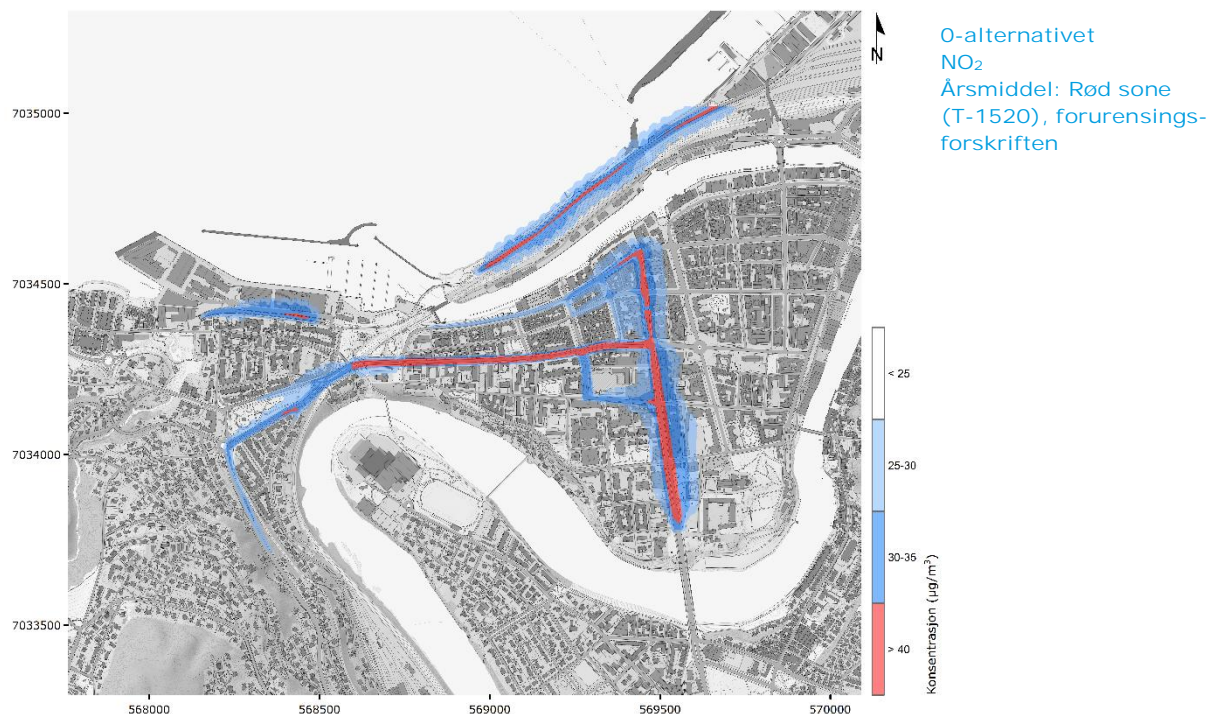 0-alternativet
NO₂
Årsmiddel: Rød sone
(T-1520), forurensings-
forskriften
N
7035000
7034500
7034000
7033500
568000
568500
569000
569500
570000
< 25
25-30
30-35
> 40
Konsentrasjon (µg/m³)